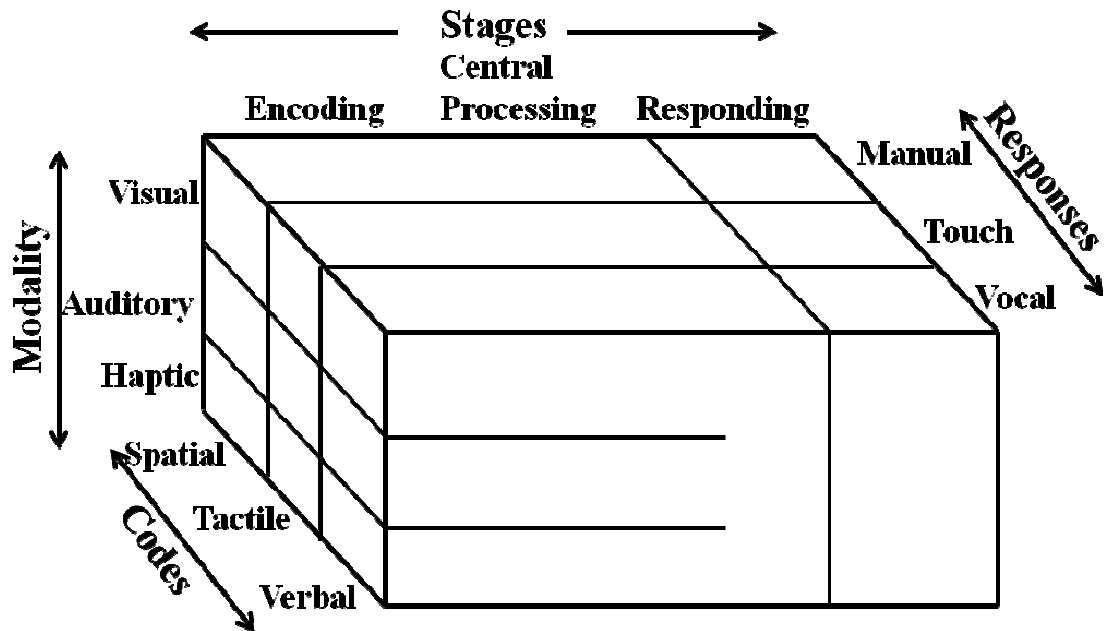 Stages
Central
Encoding Processing Responding
Manual
Responses
Visual
Touch
Modality
Auditory
Vocal
Haptic
Spatial
Tactile
Codes
Verbal